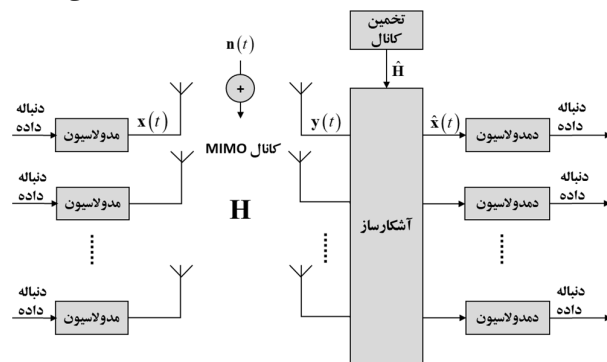 تخمین
کانال
n(t)
+
Ĥ
دنباله
داده
مدولاسیون
x(t)
y(t)
x̂(t)
دمدولاسیون
دنباله
داده
کانال MIMO
H
آشکارساز
دنباله
داده
مدولاسیون
دمدولاسیون
دنباله
داده
دنباله
داده
مدولاسیون
دمدولاسیون
دنباله
داده